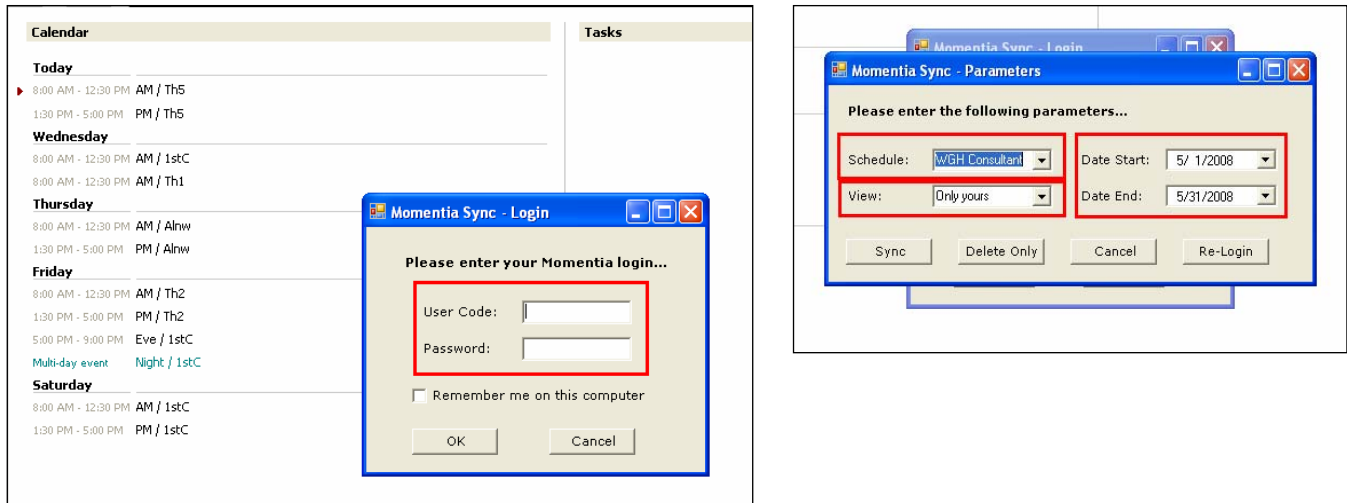 Calendar
Tasks
Today
8:00 AM - 12:30 PM AM / Th5
1:30 PM - 5:00 PM PM / Th5
Wednesday
8:00 AM - 12:30 PM AM / 1stC
8:00 AM - 12:30 PM AM / Th1
Thursday
8:00 AM - 12:30 PM AM / Alnw
1:30 PM - 5:00 PM PM / Alnw
Friday
8:00 AM - 12:30 PM AM / Th2
1:30 PM - 5:00 PM PM / Th2
5:00 PM - 9:00 PM Eve / 1stC
Multi-day event Night / 1stC
Saturday
8:00 AM - 12:30 PM AM / 1stC
1:30 PM - 5:00 PM PM / 1stC
Momentia Sync - Login
Please enter your Momentia login...
User Code:
Password:
Remember me on this computer
OK Cancel
Momentia Sync - Login
Momentia Sync - Parameters
Please enter the following parameters...
Schedule: WGH Consultant Date Start: 5/ 1/2008
View: Only yours Date End: 5/31/2008
Sync Delete Only Cancel Re-Login